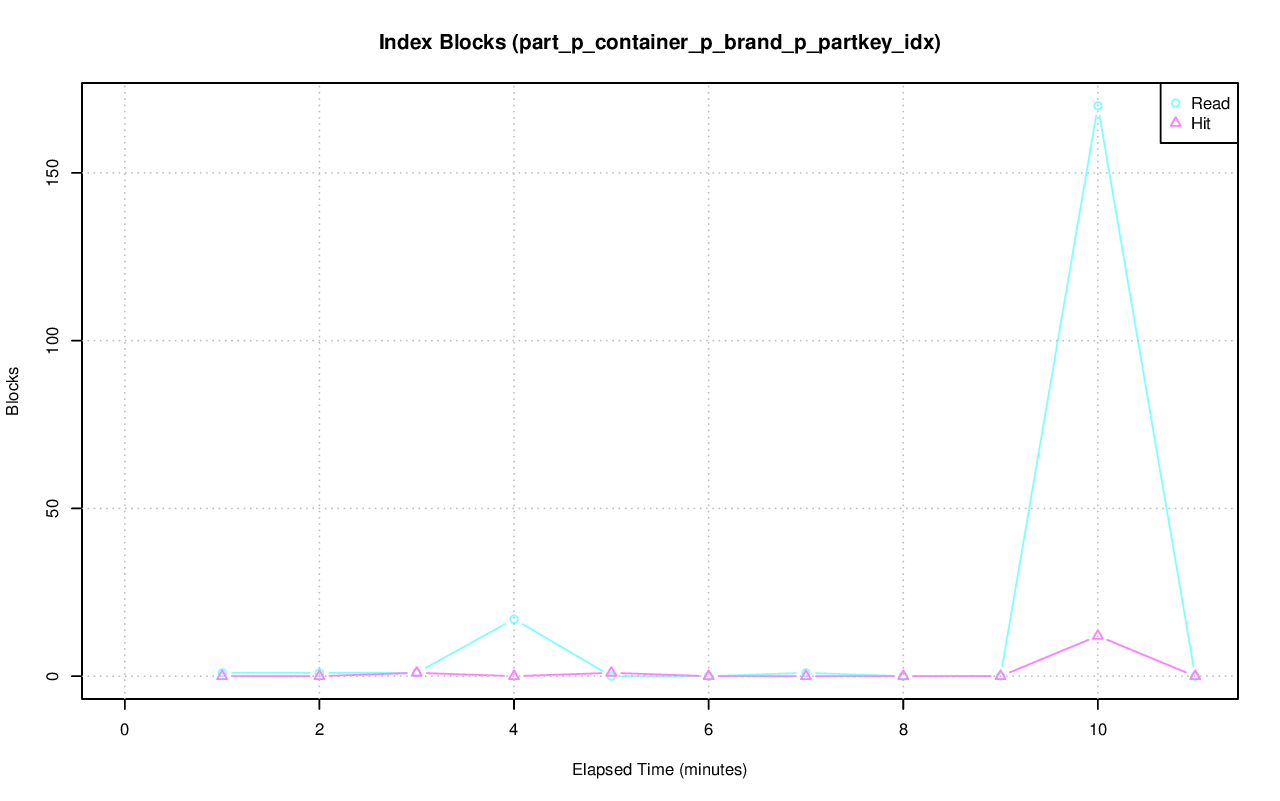 Index Blocks (part_p_container_p_brand_p_partkey_idx)
Read
Hit
150
100
50
0
Blocks
0 2 4 6 8 10
Elapsed Time (minutes)